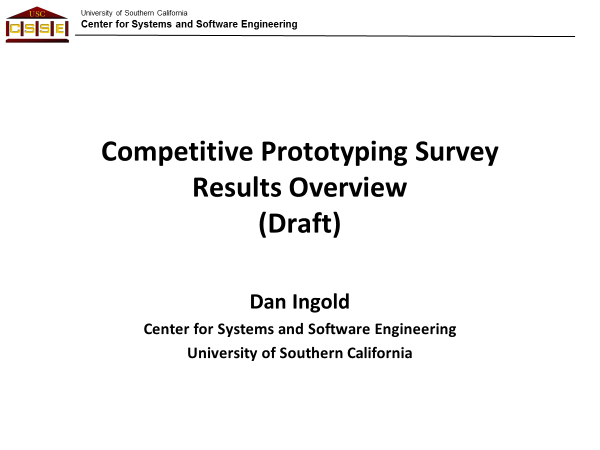 USC
CSSE
University of Southern California
Center for Systems and Software Engineering
Competitive Prototyping Survey
Results Overview
(Draft)
Dan Ingold
Center for Systems and Software Engineering
University of Southern California